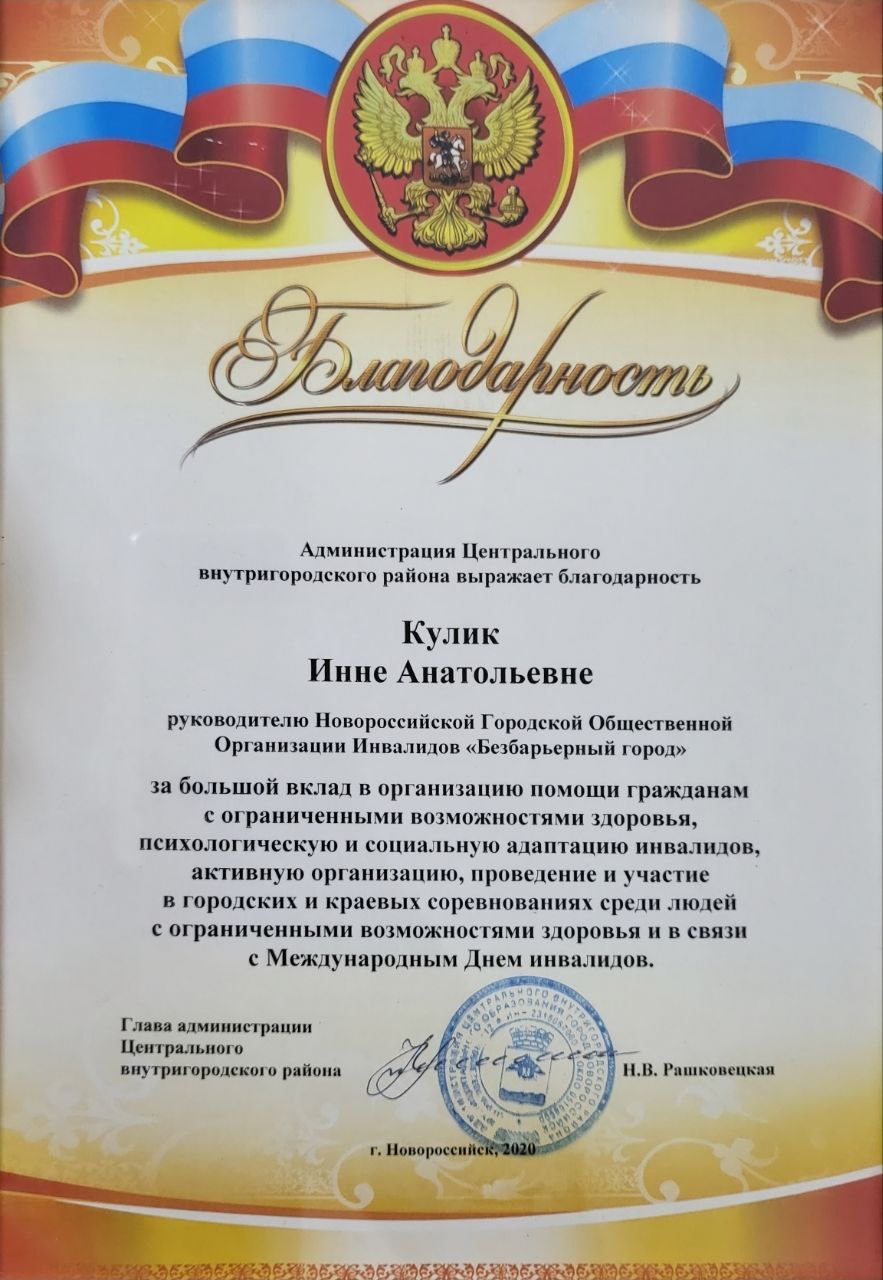 Благодарность
Администрация Центрального
внутригородского района выражает благодарность
Кулик
Инне Анатольевне
руководителю Новороссийской Городской Общественной
Организации Инвалидов «Безбарьерный город»
за большой вклад в организацию помощи гражданам
с ограниченными возможностями здоровья,
психологическую и социальную адаптацию инвалидов,
активную организацию, проведение и участие
в городских и краевых соревнованиях среди людей
с ограниченными возможностями здоровья и в связи
с Международным Днем инвалидов.
Глава администрации
Центрального
внутригородского района
Н.В. Рашковецкая
г. Новороссийск, 2020